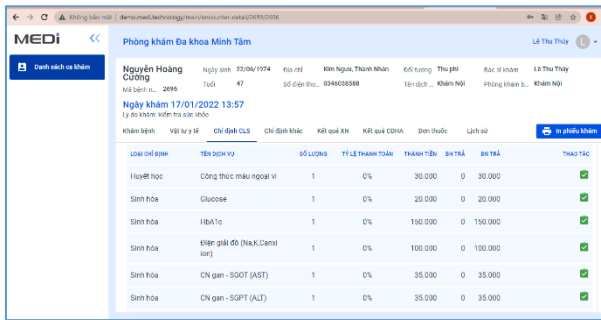 Không bảo mật | demo.medi.technology/main/encounter-detail/2699/2696
MEDi
Phòng khám Đa khoa Minh Tâm
Lê Thu Thủy
L
Danh sách ca khám
Nguyễn Hoàng Cường
Ngày sinh 22/06/1974
Địa chỉ Kim Ngưu, Thanh Nhàn
Đối tượng Thu phí
Bác sĩ khám Lê Thu Thủy
Mã bệnh n... 2696
Tuổi 47
Số điện tho... 0346038588
Tên dịch ... Khám Nội
Phòng khám b... Khám Nội
Ngày khám 17/01/2022 13:57
Lý do khám: Kiểm tra sức khỏe
Khám bệnh Vật tư y tế Chỉ định CLS Chỉ định khác Kết quả XN Kết quả CDHA Đơn thuốc Lịch sử
In phiếu khám
LOẠI CHỈ ĐỊNH TÊN DỊCH VỤ SỐ LƯỢNG TỶ LỆ THANH TOÁN THÀNH TIỀN BH TRẢ BN TRẢ THAO TÁC
Huyết học Công thức máu ngoại vi 1 0% 30.000 0 30.000
Sinh hóa Glucose 1 0% 20.000 0 20.000
Sinh hóa HbA1c 1 0% 150.000 0 150.000
Sinh hóa Điện giải đồ (Na,K,Canxi ion) 1 0% 100.000 0 100.000
Sinh hóa CN gan - SGOT (AST) 1 0% 35.000 0 35.000
Sinh hóa CN gan - SGPT (ALT) 1 0% 35.000 0 35.000